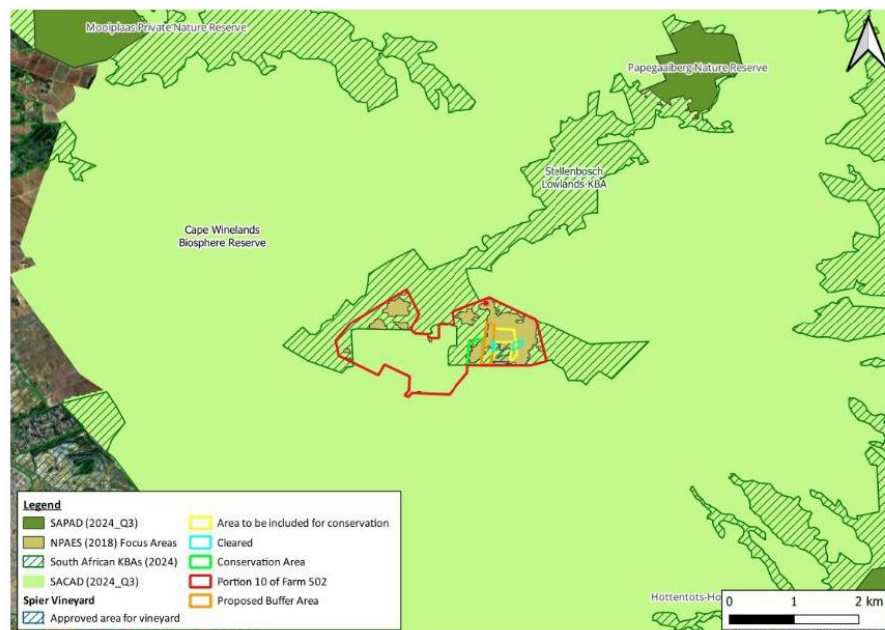 Mooiplaas Private Nature Reserve
Papegaaiberg Nature Reserve
Stellenbosch
Lowlands KBA
Cape Winelands
Biosphere Reserve
Legend
SAPAD (2024_Q3)
NPAES (2018) Focus Areas
South African KBAs (2024)
SACAD (2024_Q3)
Spier Vineyard
Approved area for vineyard
Area to be included for conservation
Cleared
Conservation Area
Portion 10 of Farm 502
Proposed Buffer Area
Hottentots-Ho
0 1 2 km